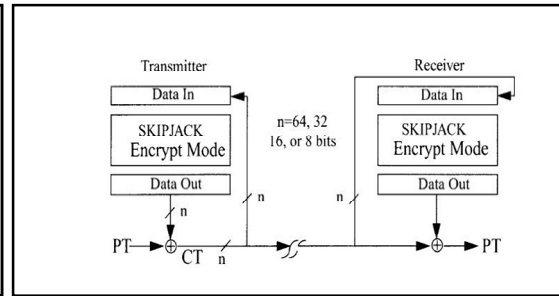 Transmitter
Receiver
Data In
Data In
n=64, 32
16, or 8 bits
SKIPJACK
Encrypt Mode
SKIPJACK
Encrypt Mode
Data Out
Data Out
n
n
n
PT
CT
n
PT